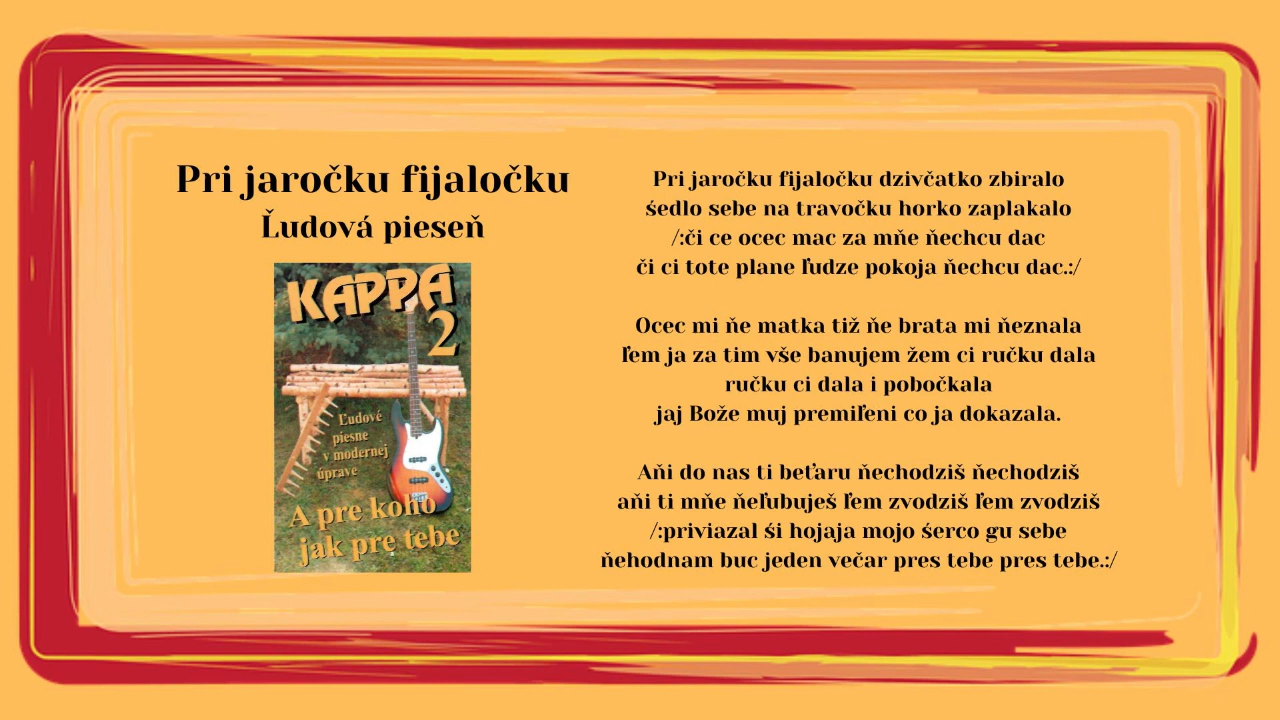 Pri jaročku fijaločku
Ľudová pieseň
KAPPA
2
Ľudové
piesne
v modernej
úprave
A pre koho
jak pre tebe
Pri jaročku fijaločku dzivčatko zbiralo
śedlo sebe na travočku horko zaplakalo
/:či ce ocec mac za mňe ňechcu dac
či ci tote plane ľudze pokoja ňechcu dac.:/
Ocec mi ňe matka tiž ňe brata mi ňeznala
ľem ja za tim vše banujem žem ci ručku dala
ručku ci dala i pobočkala
jaj Bože muj premiľeni co ja dokazala.
Aňi do nas ti beťaru ňechodziš ňechodziš
aňi ti mňe ňeľubuješ ľem zvodziš ľem zvodziš
/:priviazal śi hojaja mojo śerco gu sebe
ňehodnam buc jeden večar pres tebe pres tebe.:/